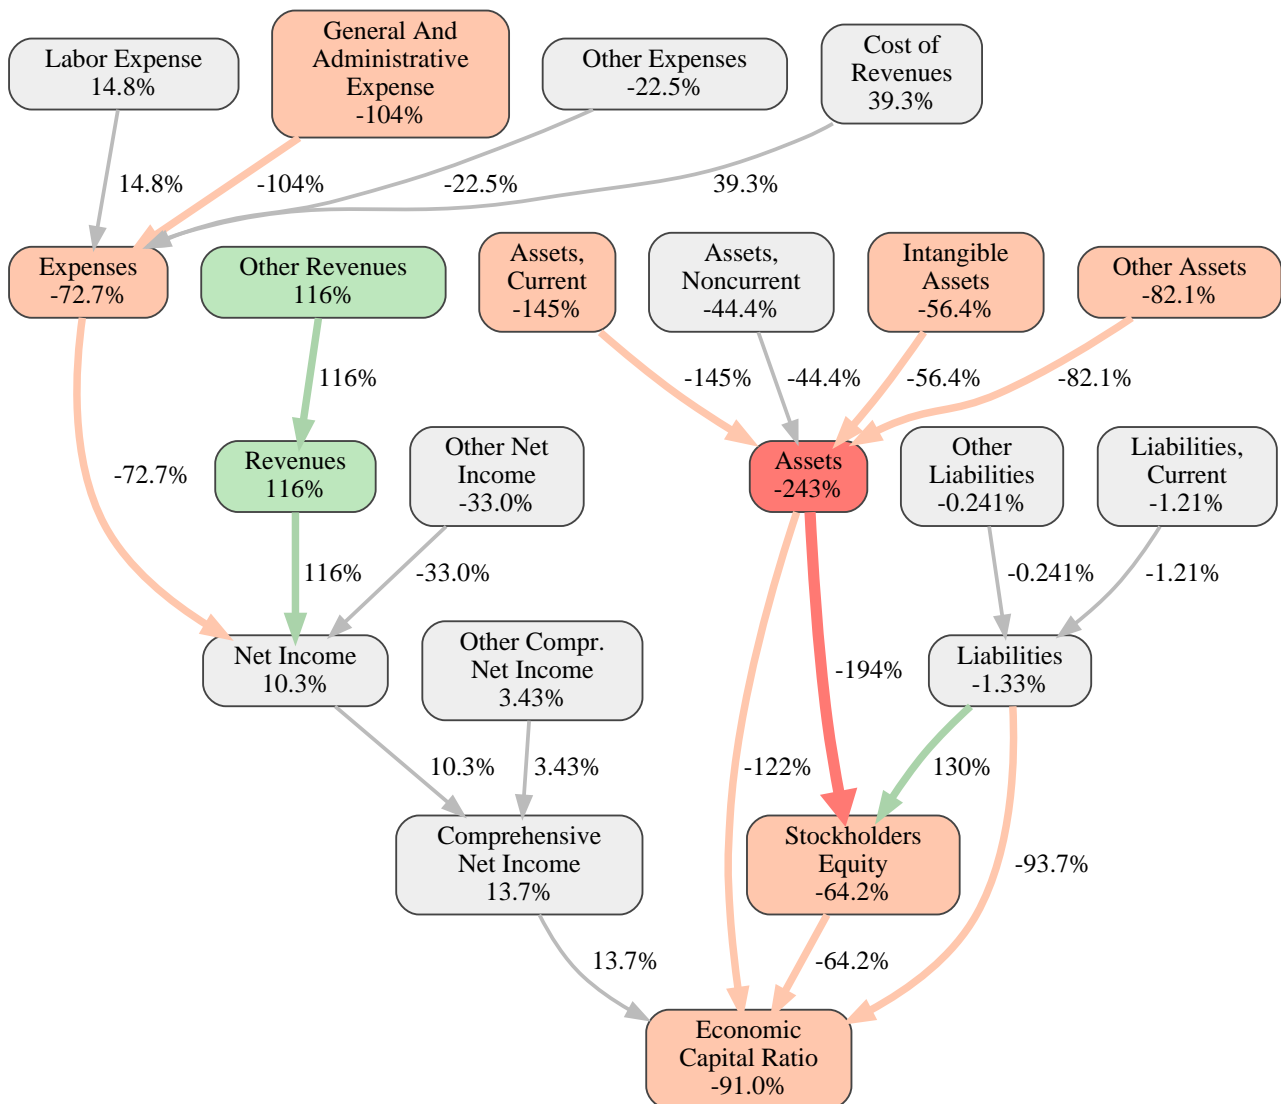 Labor Expense
14.8%
General And
Administrative
Expense
-104%
Other Expenses
-22.5%
Cost of
Revenues
39.3%
14.8%
-104%
-22.5%
39.3%
Expenses
-72.7%
Other Revenues
116%
Assets,
Current
-145%
Assets,
Noncurrent
-44.4%
Intangible
Assets
-56.4%
Other Assets
-82.1%
116%
-145%
-44.4%
-56.4%
-82.1%
-72.7%
Revenues
116%
Other Net
Income
-33.0%
Assets
-243%
Other
Liabilities
-0.241%
Liabilities,
Current
-1.21%
116%
-33.0%
-0.241%
-1.21%
Net Income
10.3%
Other Compr.
Net Income
3.43%
-194%
Liabilities
-1.33%
10.3%
3.43%
-122%
130%
-93.7%
Comprehensive
Net Income
13.7%
Stockholders
Equity
-64.2%
13.7%
-64.2%
Economic
Capital Ratio
-91.0%